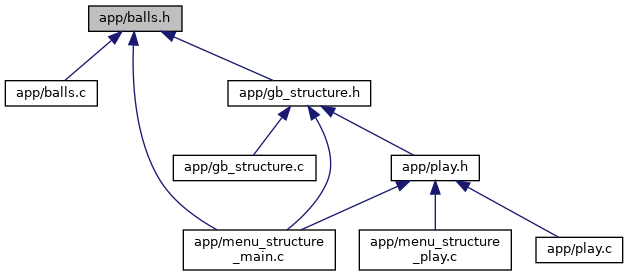 app/balls.h
app/balls.c
app/gb_structure.h
app/gb_structure.c
app/play.h
app/menu_structure
_main.c
app/menu_structure
_play.c
app/play.c